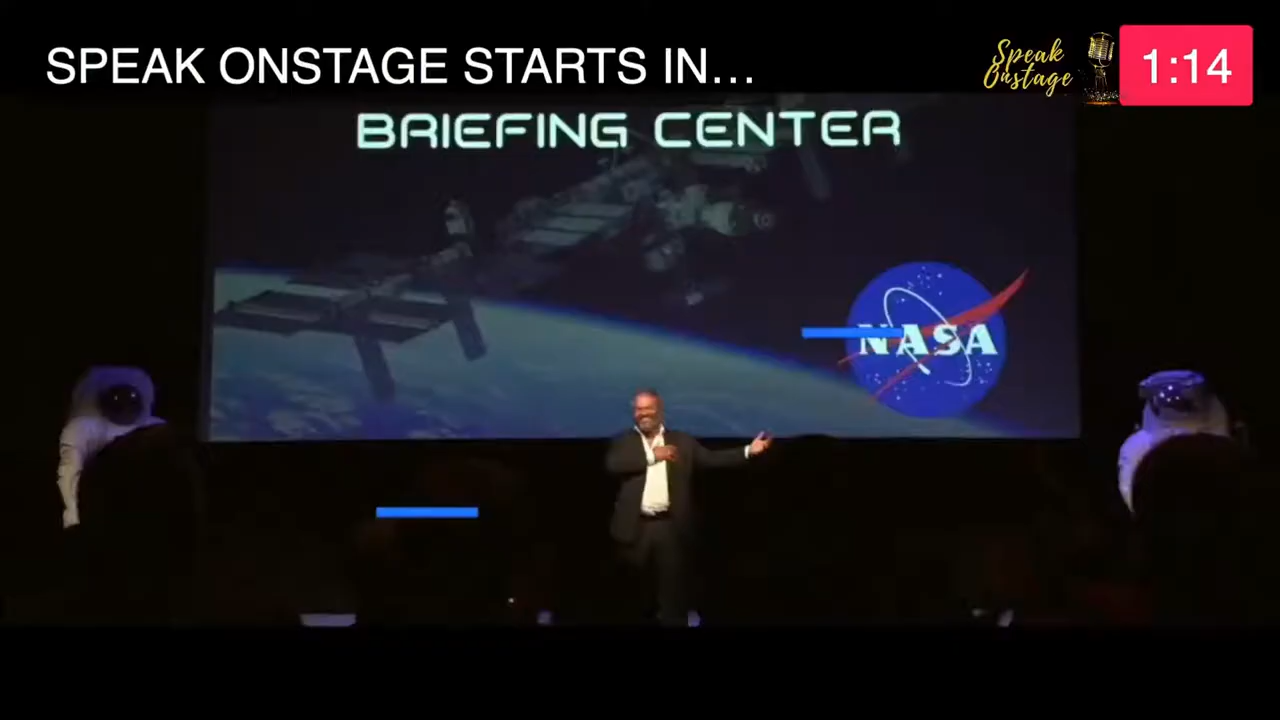 SPEAK ONSTAGE STARTS IN...
Speak
Onstage
1:14
BRIEFING CENTER
NASA